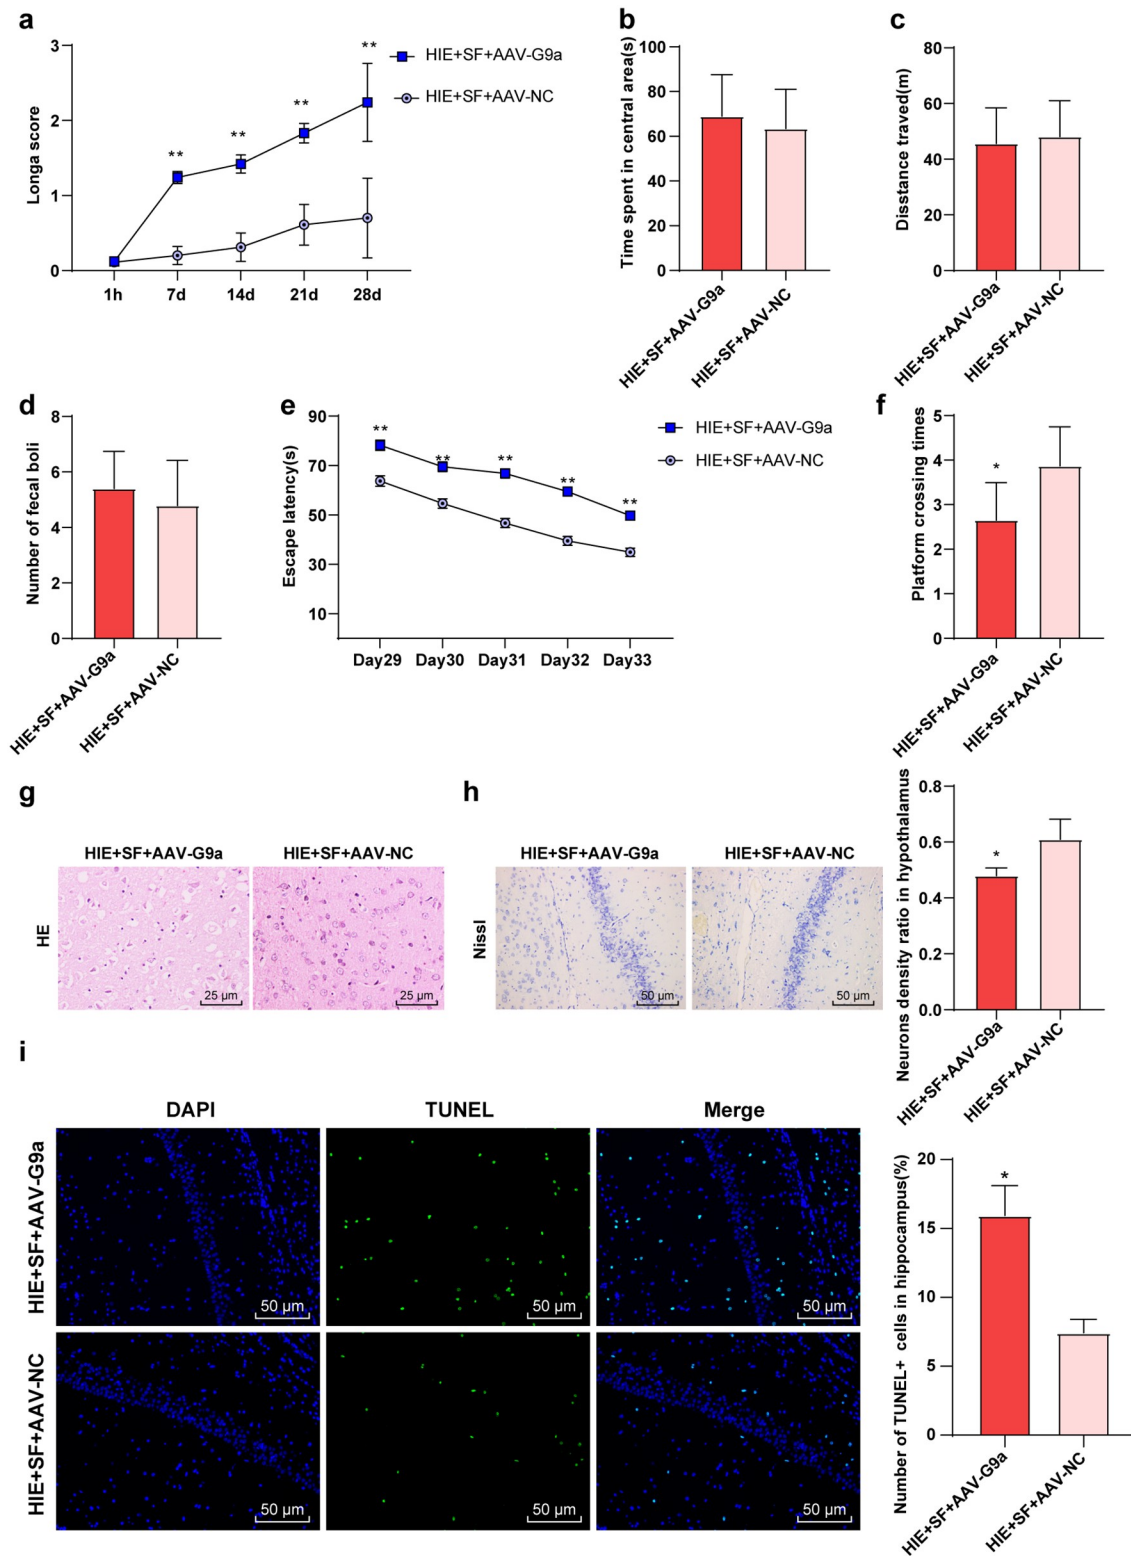 a
3
2
1
0
Longa score
1h
7d
14d
21d
28d
**
**
**
**
HIE+SF+AAV-G9a
HIE+SF+AAV-NC
b
100
80
60
40
20
0
Time spent in central area(s)
HIE+SF+AAV-G9a
HIE+SF+AAV-NC
c
80
60
40
20
0
Disstance traved(m)
HIE+SF+AAV-G9a
HIE+SF+AAV-NC
d
8
6
4
2
0
Number of fecal boli
HIE+SF+AAV-G9a
HIE+SF+AAV-NC
e
90
70
50
30
10
Escape latency(s)
**
**
**
**
**
Day29
Day30
Day31
Day32
Day33
HIE+SF+AAV-G9a
HIE+SF+AAV-NC
f
5
4
3
2
1
0
Platform crossing times
*
HIE+SF+AAV-G9a
HIE+SF+AAV-NC
g
HIE+SF+AAV-G9a
HIE+SF+AAV-NC
HE
25 µm
25 µm
h
HIE+SF+AAV-G9a
HIE+SF+AAV-NC
Nissl
50 µm
50 µm
0.8
0.6
0.4
0.2
0.0
Neurons density ratio in hypothalamus
*
HIE+SF+AAV-G9a
HIE+SF+AAV-NC
i
DAPI
TUNEL
Merge
HIE+SF+AAV-G9a
50 µm
50 µm
50 µm
HIE+SF+AAV-NC
50 µm
50 µm
50 µm
20
15
10
5
0
Number of TUNEL+ cells in hippocampus(%)
*
HIE+SF+AAV-G9a
HIE+SF+AAV-NC